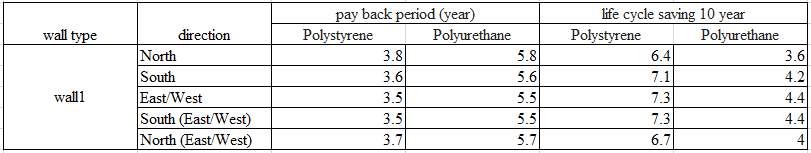 pay back period (year) life cycle saving 10 year
wall type direction Polystyrene Polyurethane Polystyrene Polyurethane
North 3.8 5.8 6.4 3.6
South 3.6 5.6 7.1 4.2
wall1 East/West 3.5 5.5 7.3 4.4
South (East/West) 3.5 5.5 7.3 4.4
North (East/West) 3.7 5.7 6.7 4